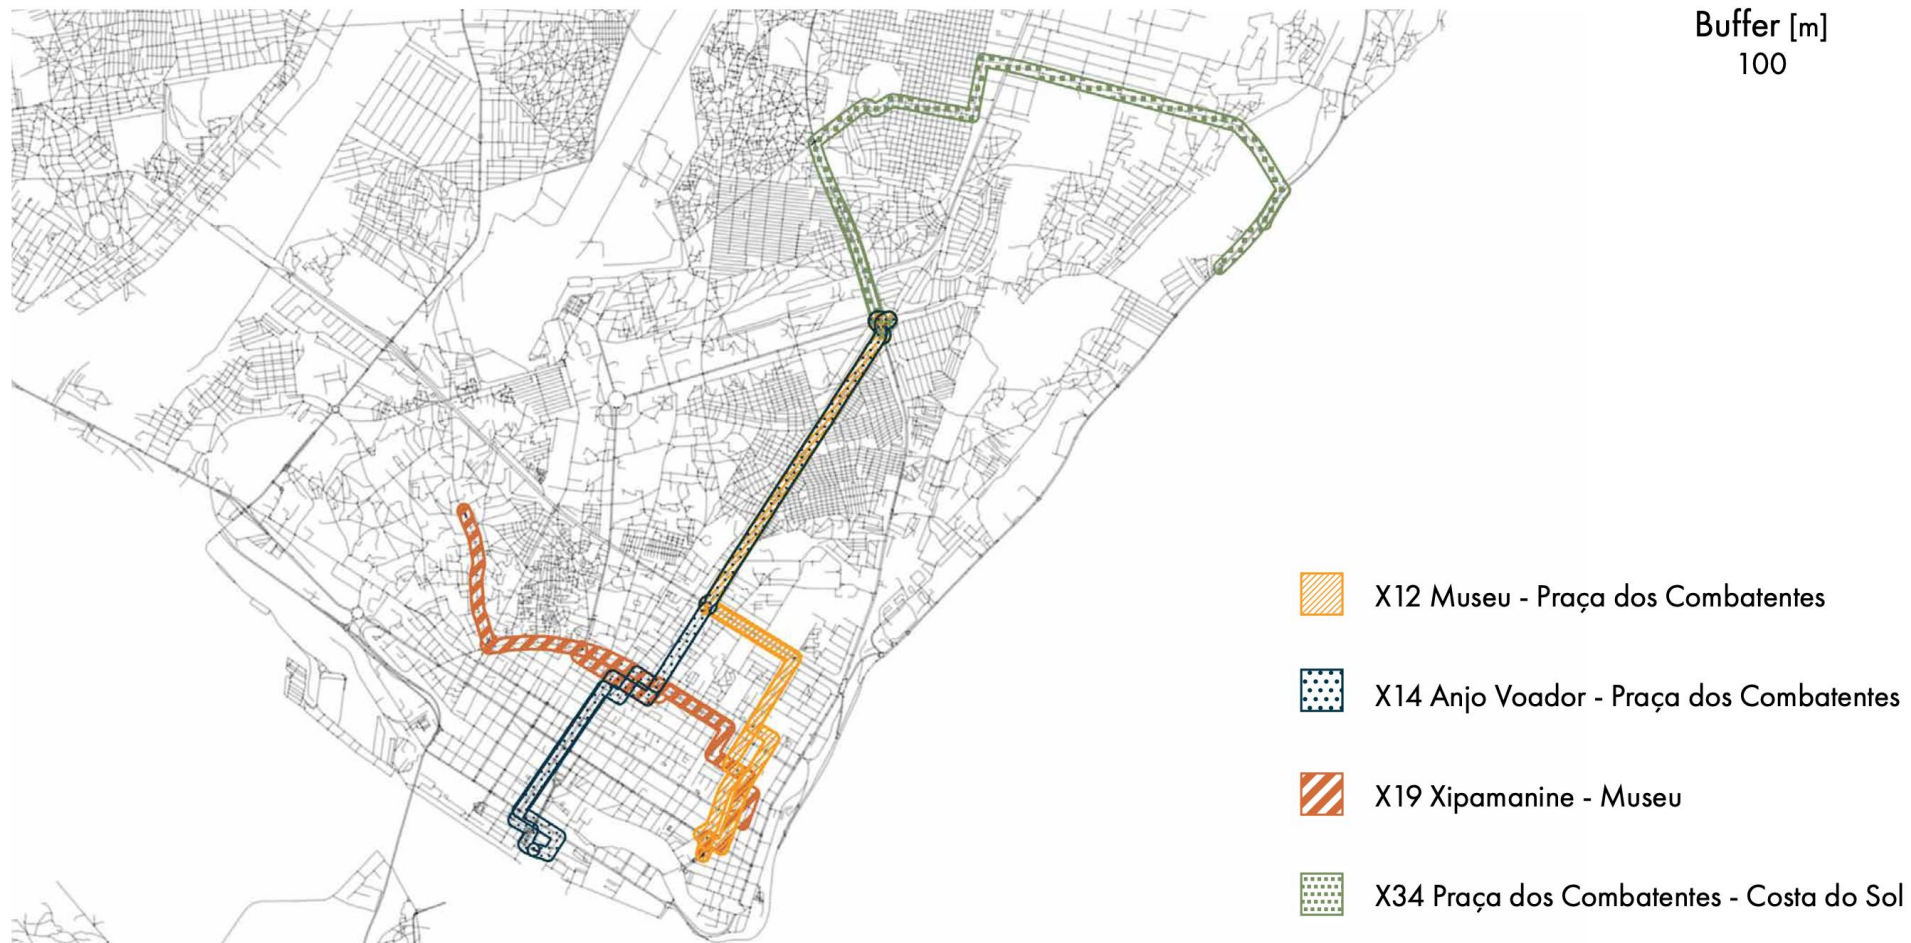 Buffer [m]
100
X12 Museu - Praça dos Combatentes
X14 Anjo Voador - Praça dos Combatentes
X19 Xipamanine - Museu
X34 Praça dos Combatentes - Costa do Sol